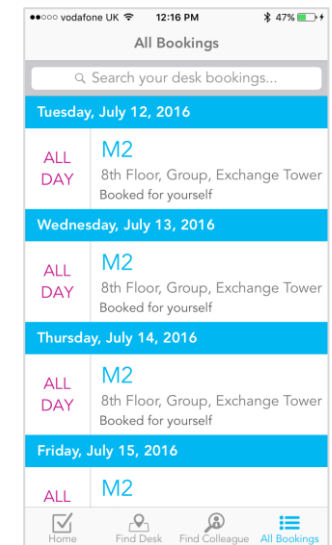 vodafone UK 12:16 PM 47%
All Bookings
Search your desk bookings...
Tuesday, July 12, 2016
ALL DAY
M2
8th Floor, Group, Exchange Tower
Booked for yourself
Wednesday, July 13, 2016
ALL DAY
M2
8th Floor, Group, Exchange Tower
Booked for yourself
Thursday, July 14, 2016
ALL DAY
M2
8th Floor, Group, Exchange Tower
Booked for yourself
Friday, July 15, 2016
ALL
M2
Home Find Desk Find Colleague All Bookings